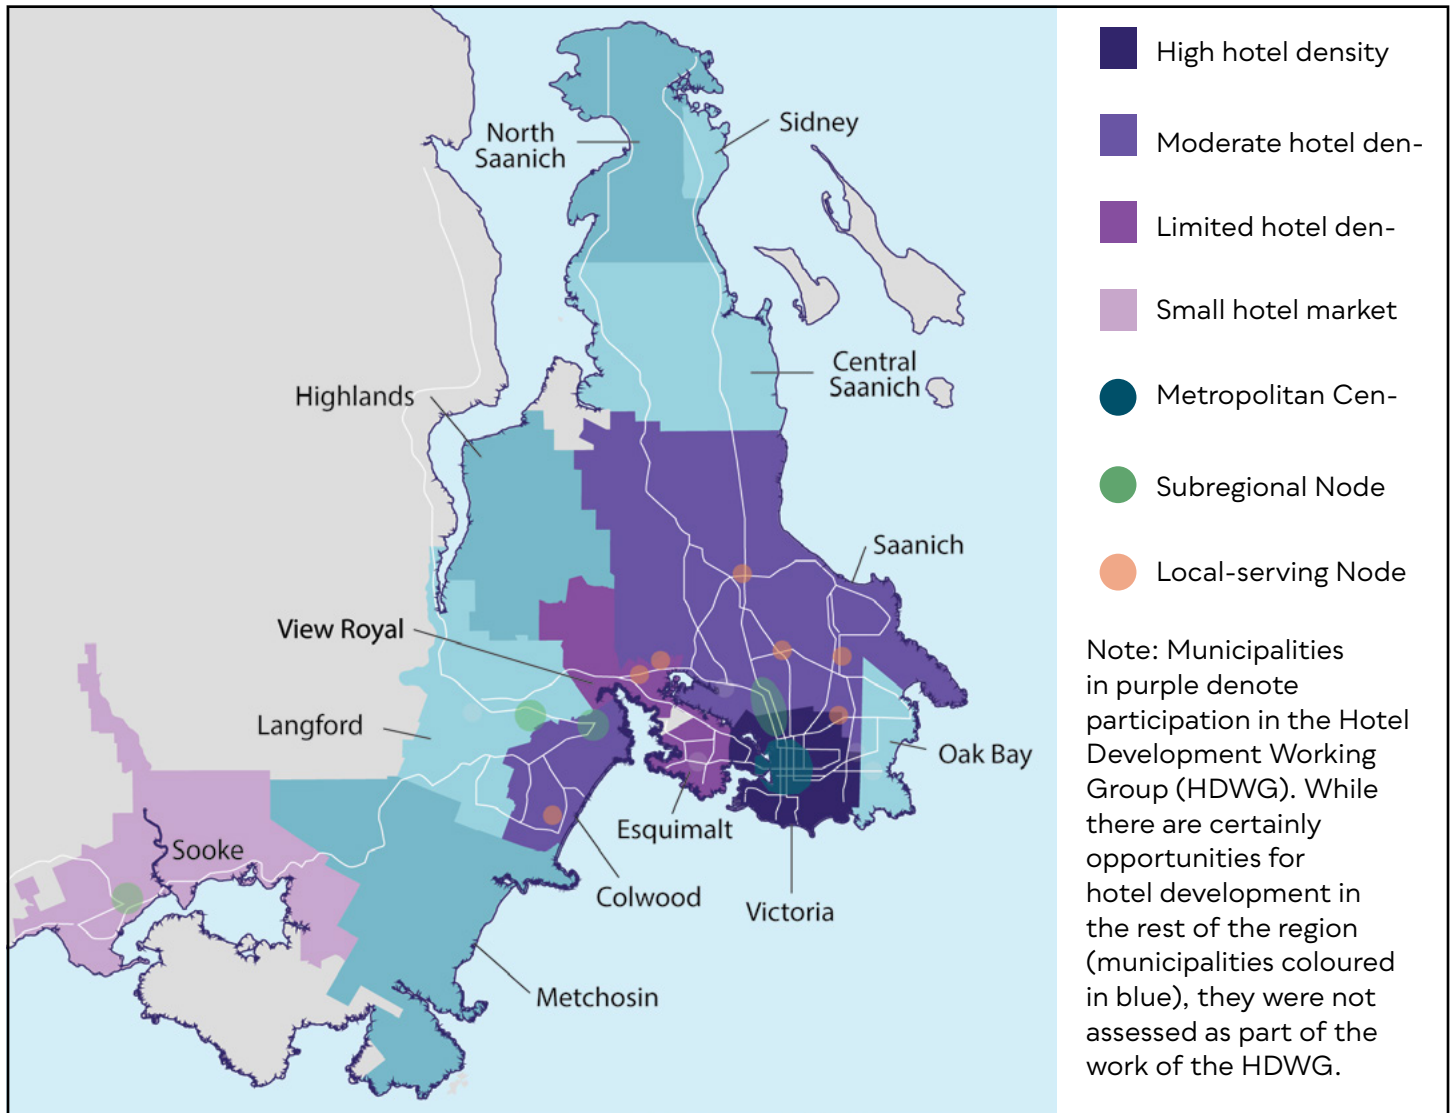 North
Saanich
Sidney
Central
Saanich
Highlands
Saanich
View Royal
Langford
Oak Bay
Esquimalt
Sooke
Colwood
Victoria
Metchosin
High hotel density
Moderate hotel den-
Limited hotel den-
Small hotel market
Metropolitan Cen-
Subregional Node
Local-serving Node
Note: Municipalities
in purple denote
participation in the Hotel
Development Working
Group (HDWG). While
there are certainly
opportunities for
hotel development in
the rest of the region
(municipalities coloured
in blue), they were not
assessed as part of the
work of the HDWG.